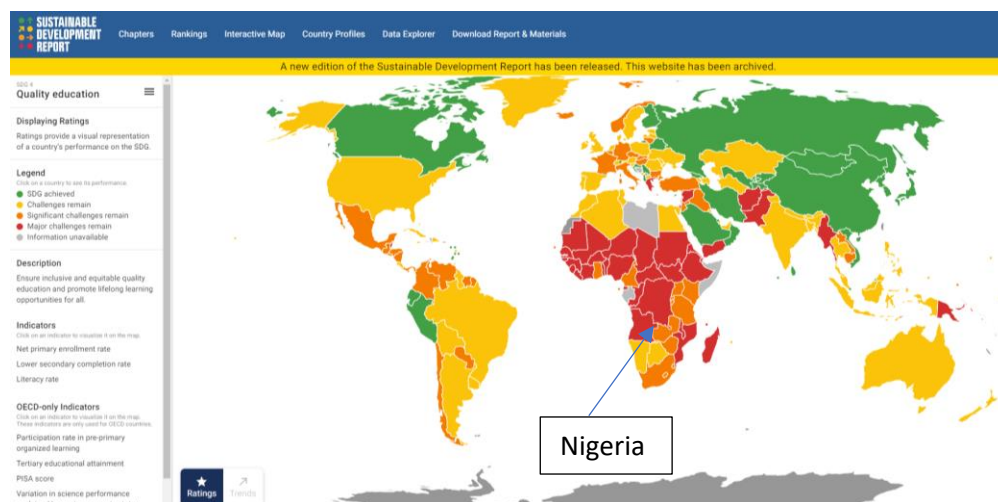 SUSTAINABLE
DEVELOPMENT
REPORT
Chapters Rankings Interactive Map Country Profiles Data Explorer Download Report & Materials
A new edition of the Sustainable Development Report has been released. This website has been archived.
SDG 4
Quality education
Displaying Ratings
Ratings provide a visual representation
of a country's performance on the SDG.
Legend
Click on a country to see its performance.
SDG achieved
Challenges remain
Significant challenges remain
Major challenges remain
Information unavailable
Description
Ensure inclusive and equitable quality
education and promote lifelong learning
opportunities for all.
Indicators
Click on an indicator to visualize it on the map.
Net primary enrollment rate
Lower secondary completion rate
Literacy rate
OECD-only Indicators
Click on an indicator to visualize it on the map.
These indicators are only used for OECD countries.
Participation rate in pre-primary
organized learning
Tertiary educational attainment
PISA score
Variation in science performance
Ratings Trends
Nigeria